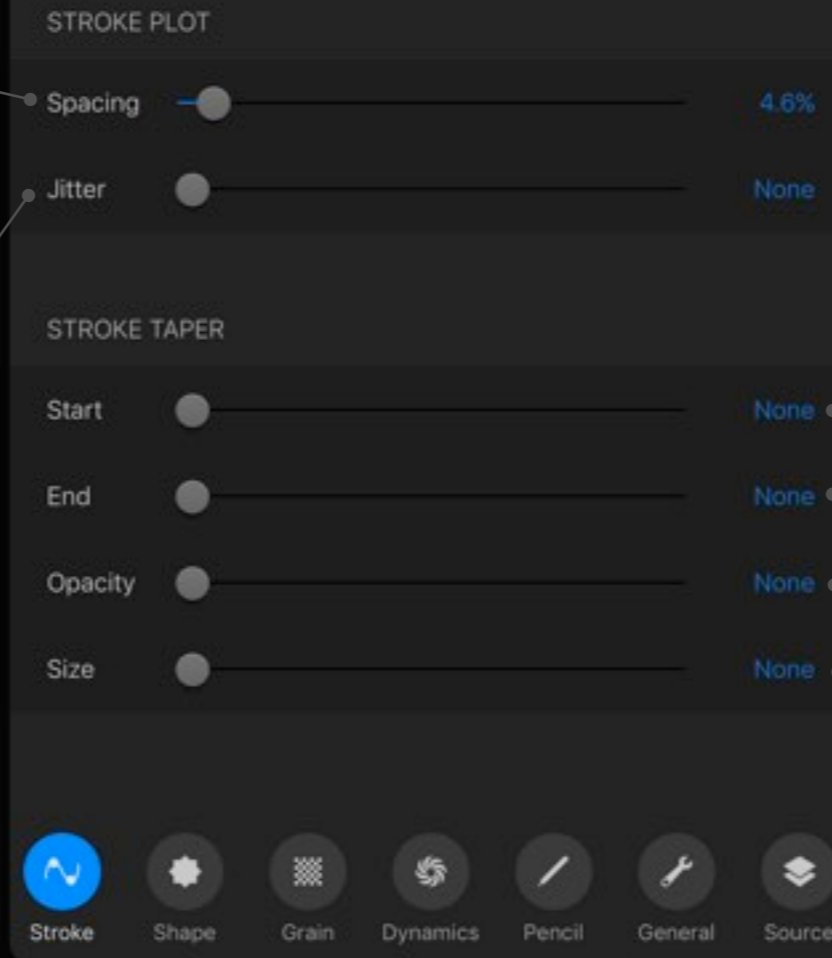 STROKE PLOT
Spacing 4.6%
Jitter None
STROKE TAPER
Start None
End None
Opacity None
Size None
Stroke Shape Grain Dynamics Pencil General Source